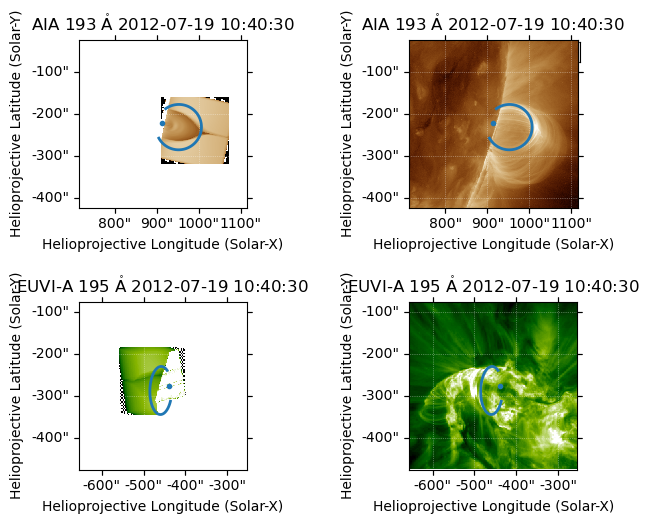 AIA 193 Å 2012-07-19 10:40:30
AIA 193 Å 2012-07-19 10:40:30
Helioprojective Latitude (Solar-Y)
-100"
-200"
-300"
-400"
800" 900" 1000" 1100"
Helioprojective Longitude (Solar-X)
Helioprojective Latitude (Solar-Y)
-100"
-200"
-300"
-400"
800" 900" 1000" 1100"
Helioprojective Longitude (Solar-X)
EUVI-A 195 Å 2012-07-19 10:40:30
EUVI-A 195 Å 2012-07-19 10:40:30
Helioprojective Latitude (Solar-Y)
-100"
-200"
-300"
-400"
-600" -500" -400" -300"
Helioprojective Longitude (Solar-X)
Helioprojective Latitude (Solar-Y)
-100"
-200"
-300"
-400"
-600" -500" -400" -300"
Helioprojective Longitude (Solar-X)